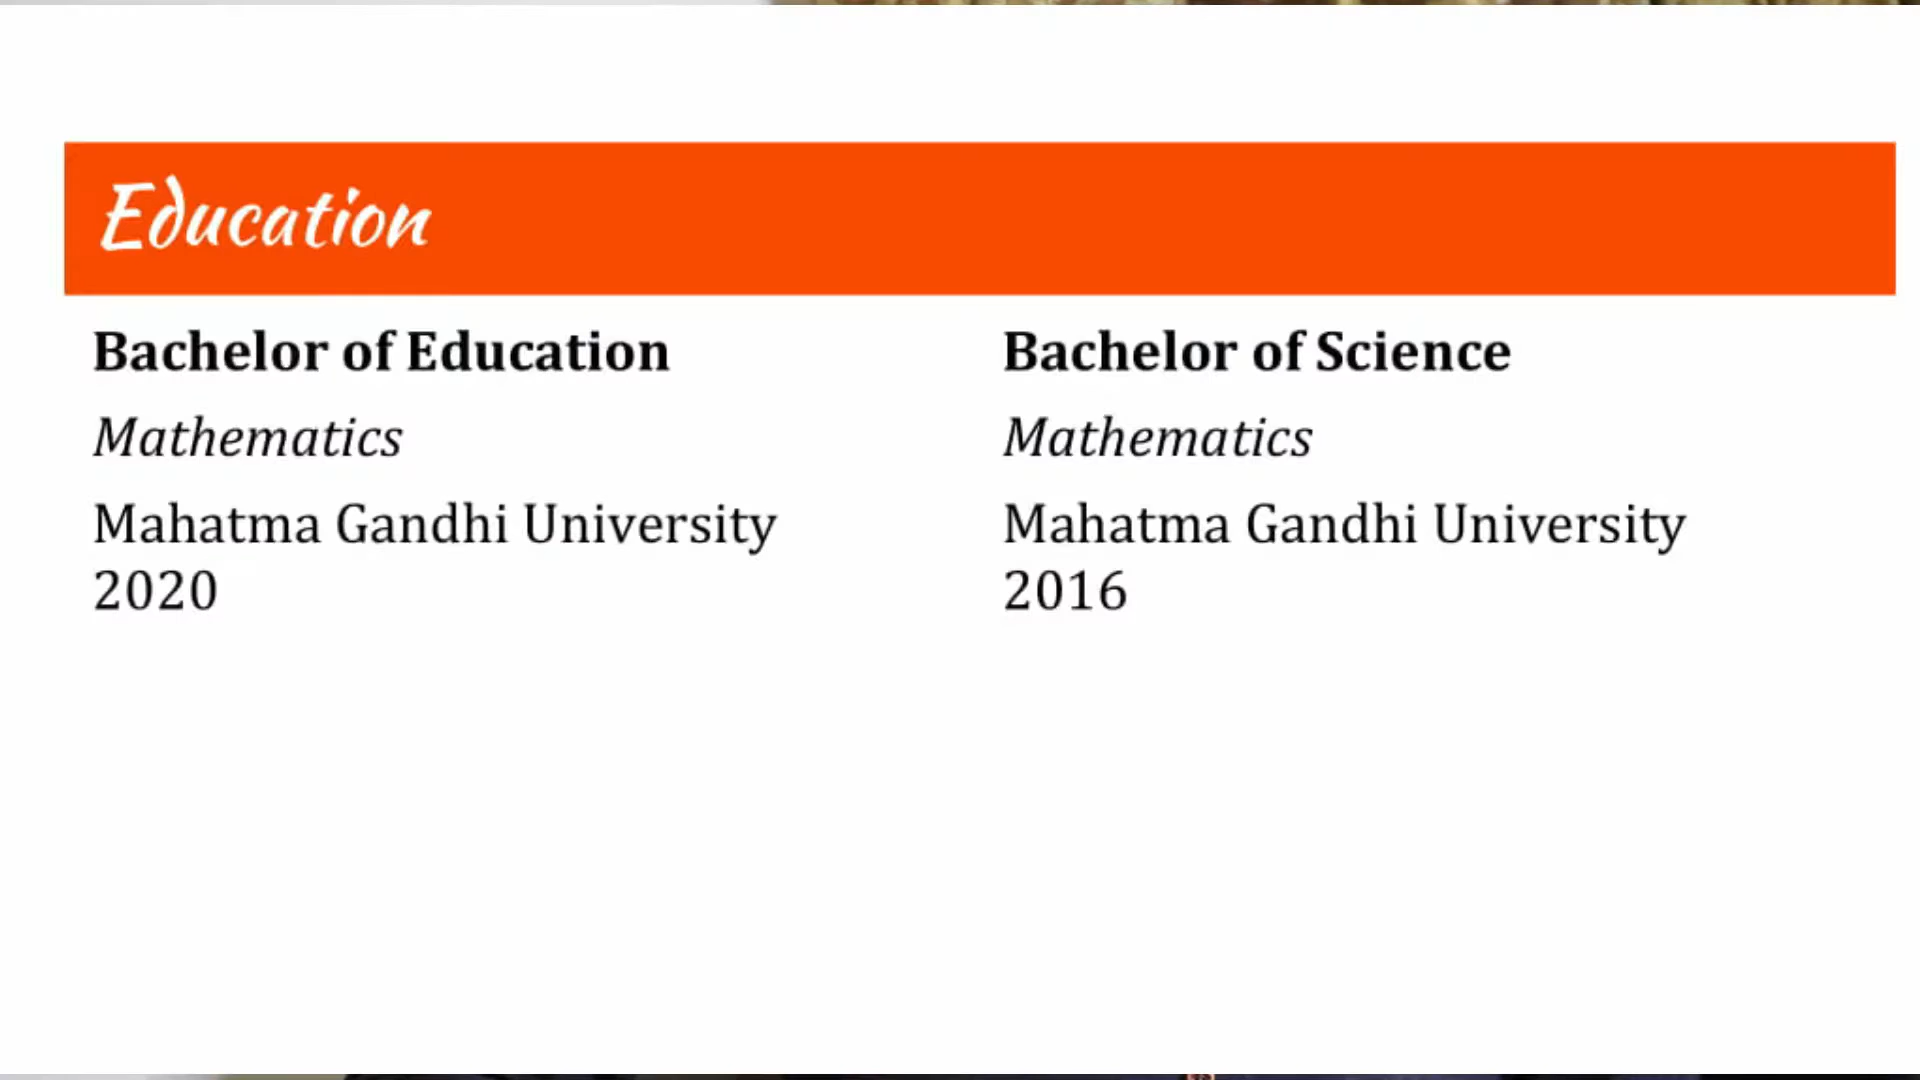 Education
Bachelor of Education
Mathematics
Mahatma Gandhi University
2020
Bachelor of Science
Mathematics
Mahatma Gandhi University
2016